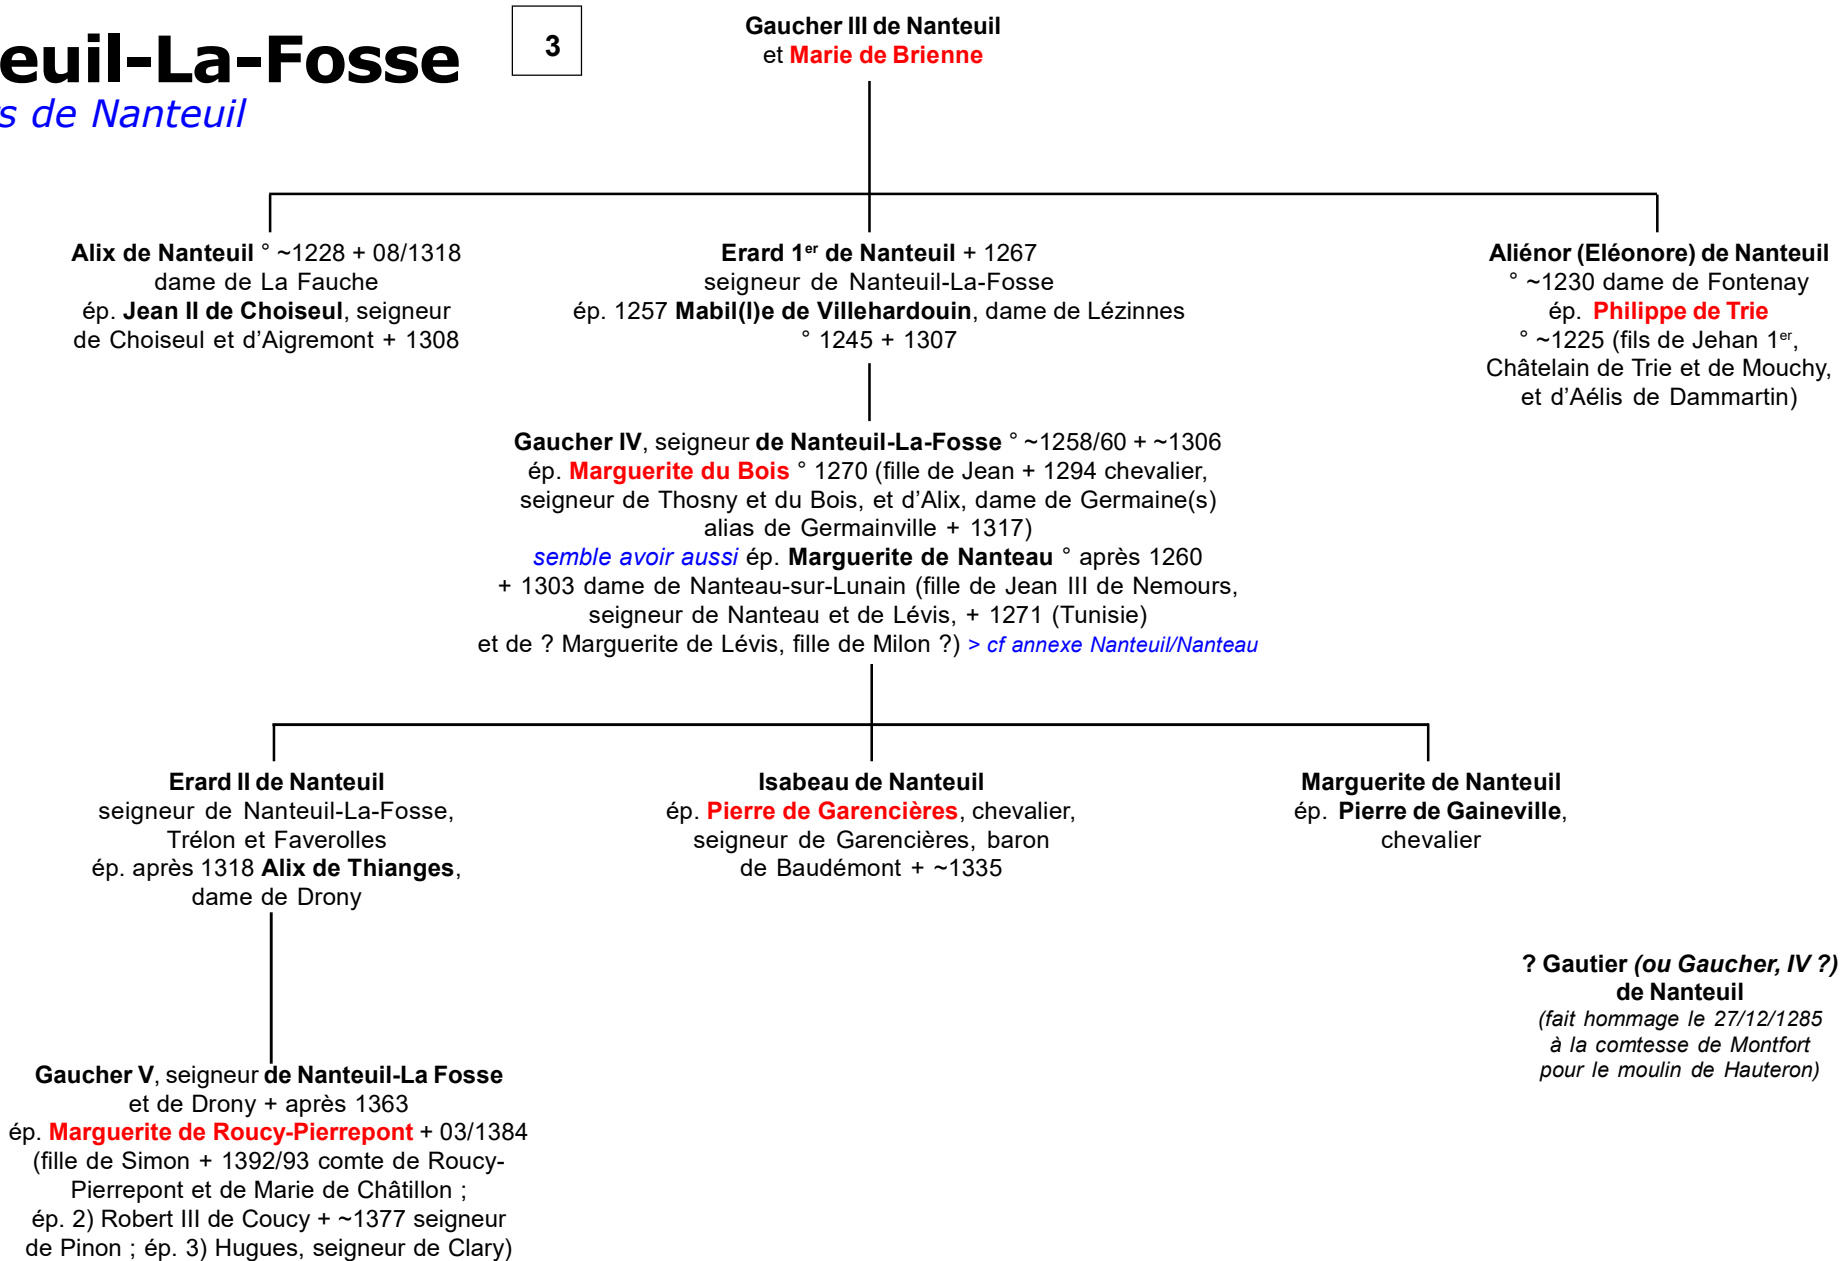 euil-La-Fosse
s de Nanteuil
3
Gaucher III de Nanteuil
et Marie de Brienne
Alix de Nanteuil ° ~1228 + 08/1318
dame de La Fauche
ép. Jean II de Choiseul, seigneur
de Choiseul et d'Aigremont + 1308
Erard 1er de Nanteuil + 1267
seigneur de Nanteuil-La-Fosse
ép. 1257 Mabil(l)e de Villehardouin, dame de Lézinnes
° 1245 + 1307
Aliénor (Eléonore) de Nanteuil
° ~1230 dame de Fontenay
ép. Philippe de Trie
° ~1225 (fils de Jehan 1er,
Châtelain de Trie et de Mouchy,
et d'Aélis de Dammartin)
Gaucher IV, seigneur de Nanteuil-La-Fosse ° ~1258/60 + ~1306
ép. Marguerite du Bois ° 1270 (fille de Jean + 1294 chevalier,
seigneur de Thosny et du Bois, et d'Alix, dame de Germaine(s)
alias de Germainville + 1317)
semble avoir aussi ép. Marguerite de Nanteau ° après 1260
+ 1303 dame de Nanteau-sur-Lunain (fille de Jean III de Nemours,
seigneur de Nanteau et de Lévis, + 1271 (Tunisie)
et de ? Marguerite de Lévis, fille de Milon ?) > cf annexe Nanteuil/Nanteau
Erard II de Nanteuil
seigneur de Nanteuil-La-Fosse,
Trélon et Faverolles
ép. après 1318 Alix de Thianges,
dame de Drony
Isabeau de Nanteuil
ép. Pierre de Garencières, chevalier,
seigneur de Garencières, baron
de Baudémont + ~1335
Marguerite de Nanteuil
ép. Pierre de Gaineville,
chevalier
? Gautier (ou Gaucher, IV ?)
de Nanteuil
(fait hommage le 27/12/1285
à la comtesse de Montfort
pour le moulin de Hauteron)
Gaucher V, seigneur de Nanteuil-La Fosse
et de Drony + après 1363
ép. Marguerite de Roucy-Pierrepont + 03/1384
(fille de Simon + 1392/93 comte de Roucy-
Pierrepont et de Marie de Châtillon ;
ép. 2) Robert III de Coucy + ~1377 seigneur
de Pinon ; ép. 3) Hugues, seigneur de Clary)